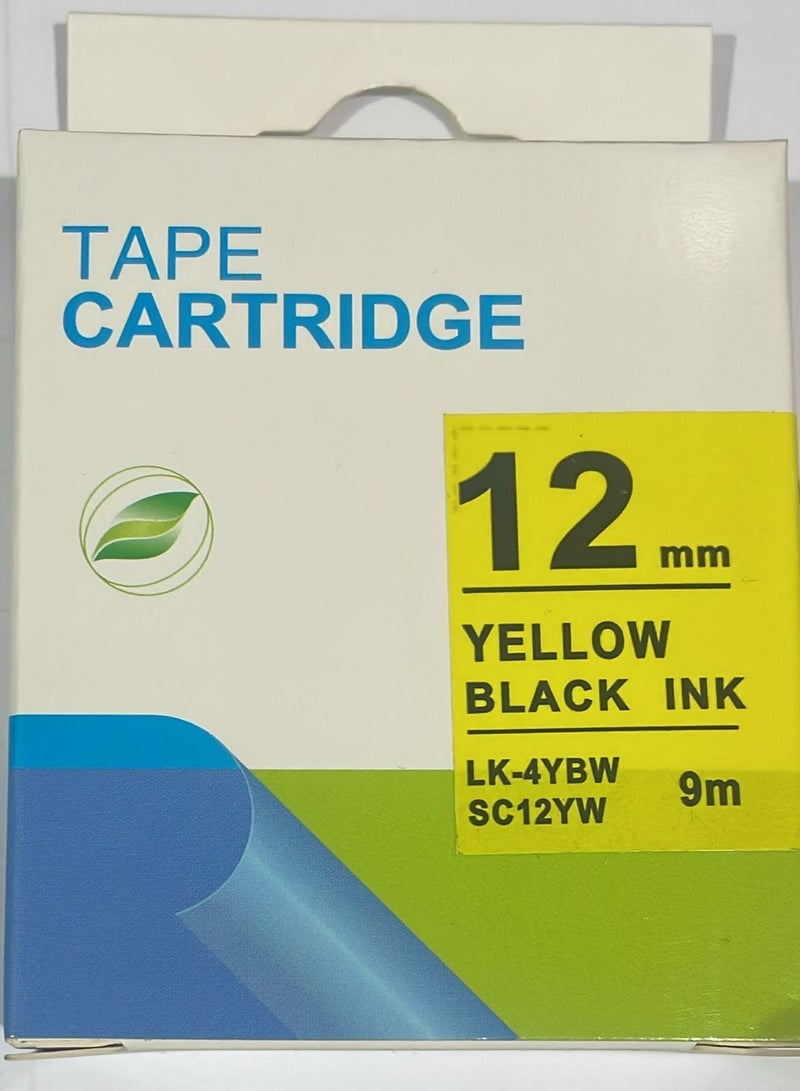 TAPE
CARTRIDGE
12 mm
YELLOW
BLACK INK
LK-4YBW
SC12YW 9m